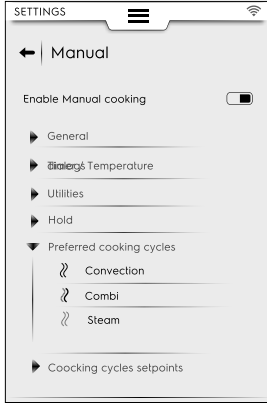 SETTINGS
Manual
Enable Manual cooking
General
Temperature
Utilities
Hold
Preferred cooking cycles
Convection
Combi
Steam
Coocking cycles setpoints